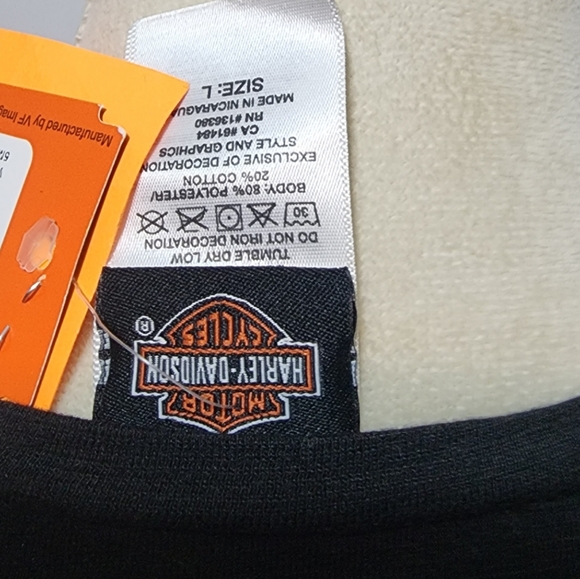 MOTOR
HARLEY-DAVIDSON
CYCLES
®
TUMBLE DRY LOW
DO NOT IRON DECORATION
30
BODY: 80% POLYESTER/
20% COTTON
EXCLUSIVE OF DECORATION
STYLE AND GRAPHICS
CA #61484
RN #136380
MADE IN NICARAGUA
SIZE: L
Manufactured by VF Imag